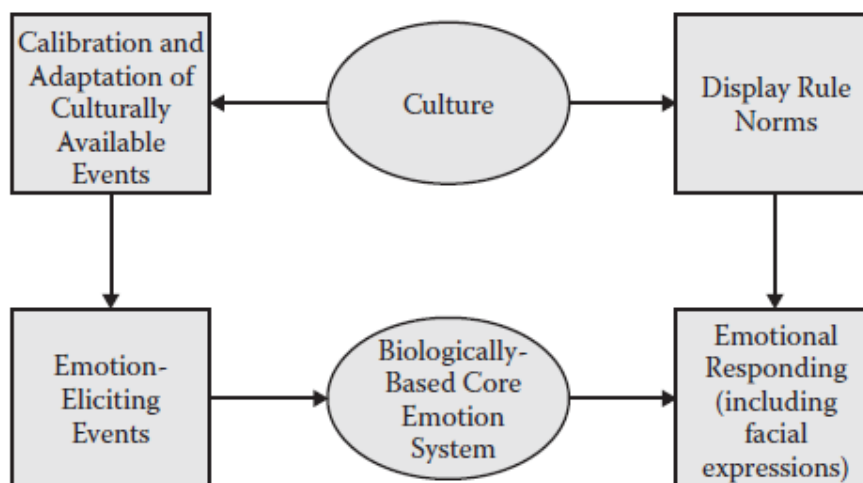 Calibration and
Adaptation of
Culturally
Available
Events
Culture
Display Rule
Norms
Emotion-
Eliciting
Events
Biologically-
Based Core
Emotion
System
Emotional
Responding
(including
facial
expressions)